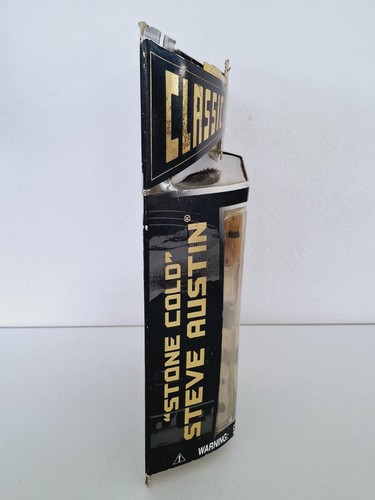 CLASSIC
"STONE COLD"
STEVE AUSTIN®
WARNING: